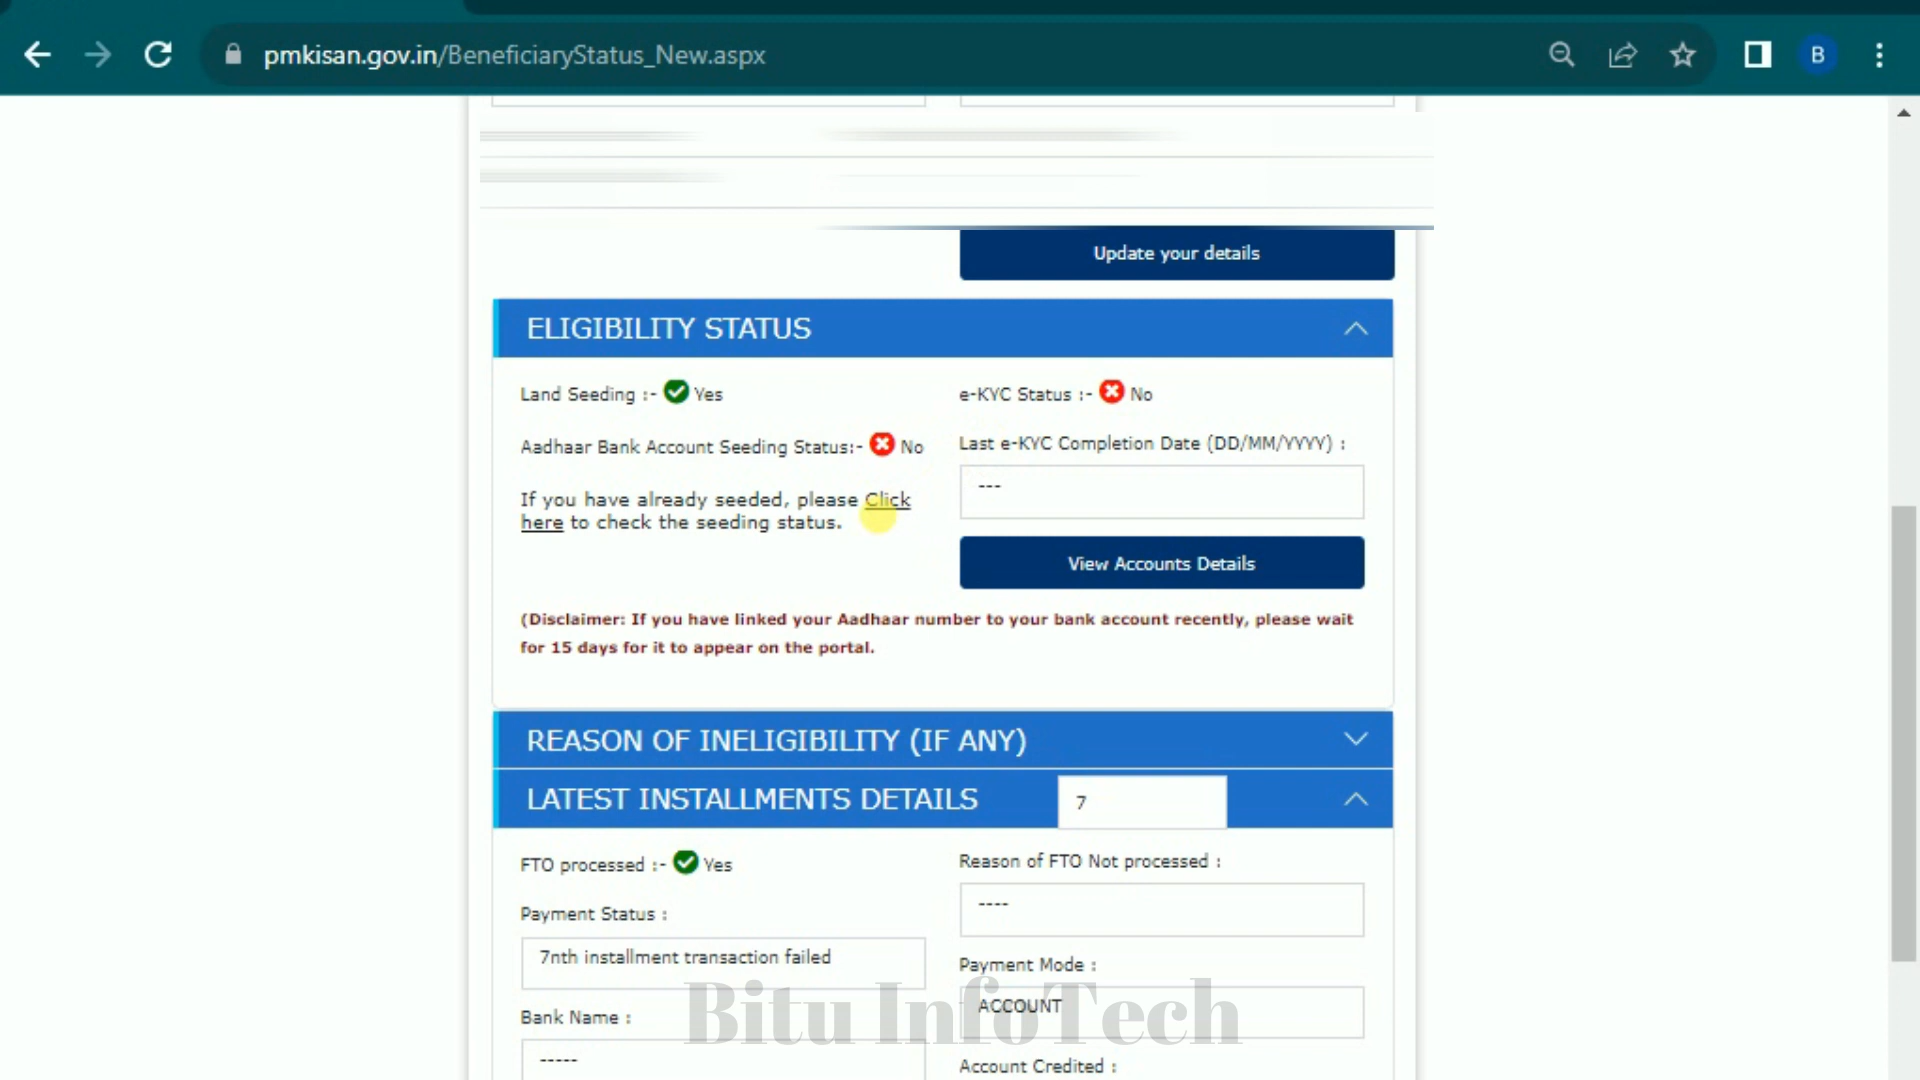 pmkisan.gov.in/BeneficiaryStatus_New.aspx
B
Update your details
ELIGIBILITY STATUS
Land Seeding :- Yes
e-KYC Status :- No
Aadhaar Bank Account Seeding Status:- No
Last e-KYC Completion Date (DD/MM/YYYY) :
---
If you have already seeded, please Click
here to check the seeding status.
View Accounts Details
(Disclaimer: If you have linked your Aadhaar number to your bank account recently, please wait
for 15 days for it to appear on the portal.
REASON OF INELIGIBILITY (IF ANY)
LATEST INSTALLMENTS DETAILS 7
FTO processed :- Yes
Reason of FTO Not processed :
----
Payment Status :
7nth installment transaction failed
Payment Mode :
ACCOUNT
Bank Name :
-----
Account Credited :
Bitu InfoTech